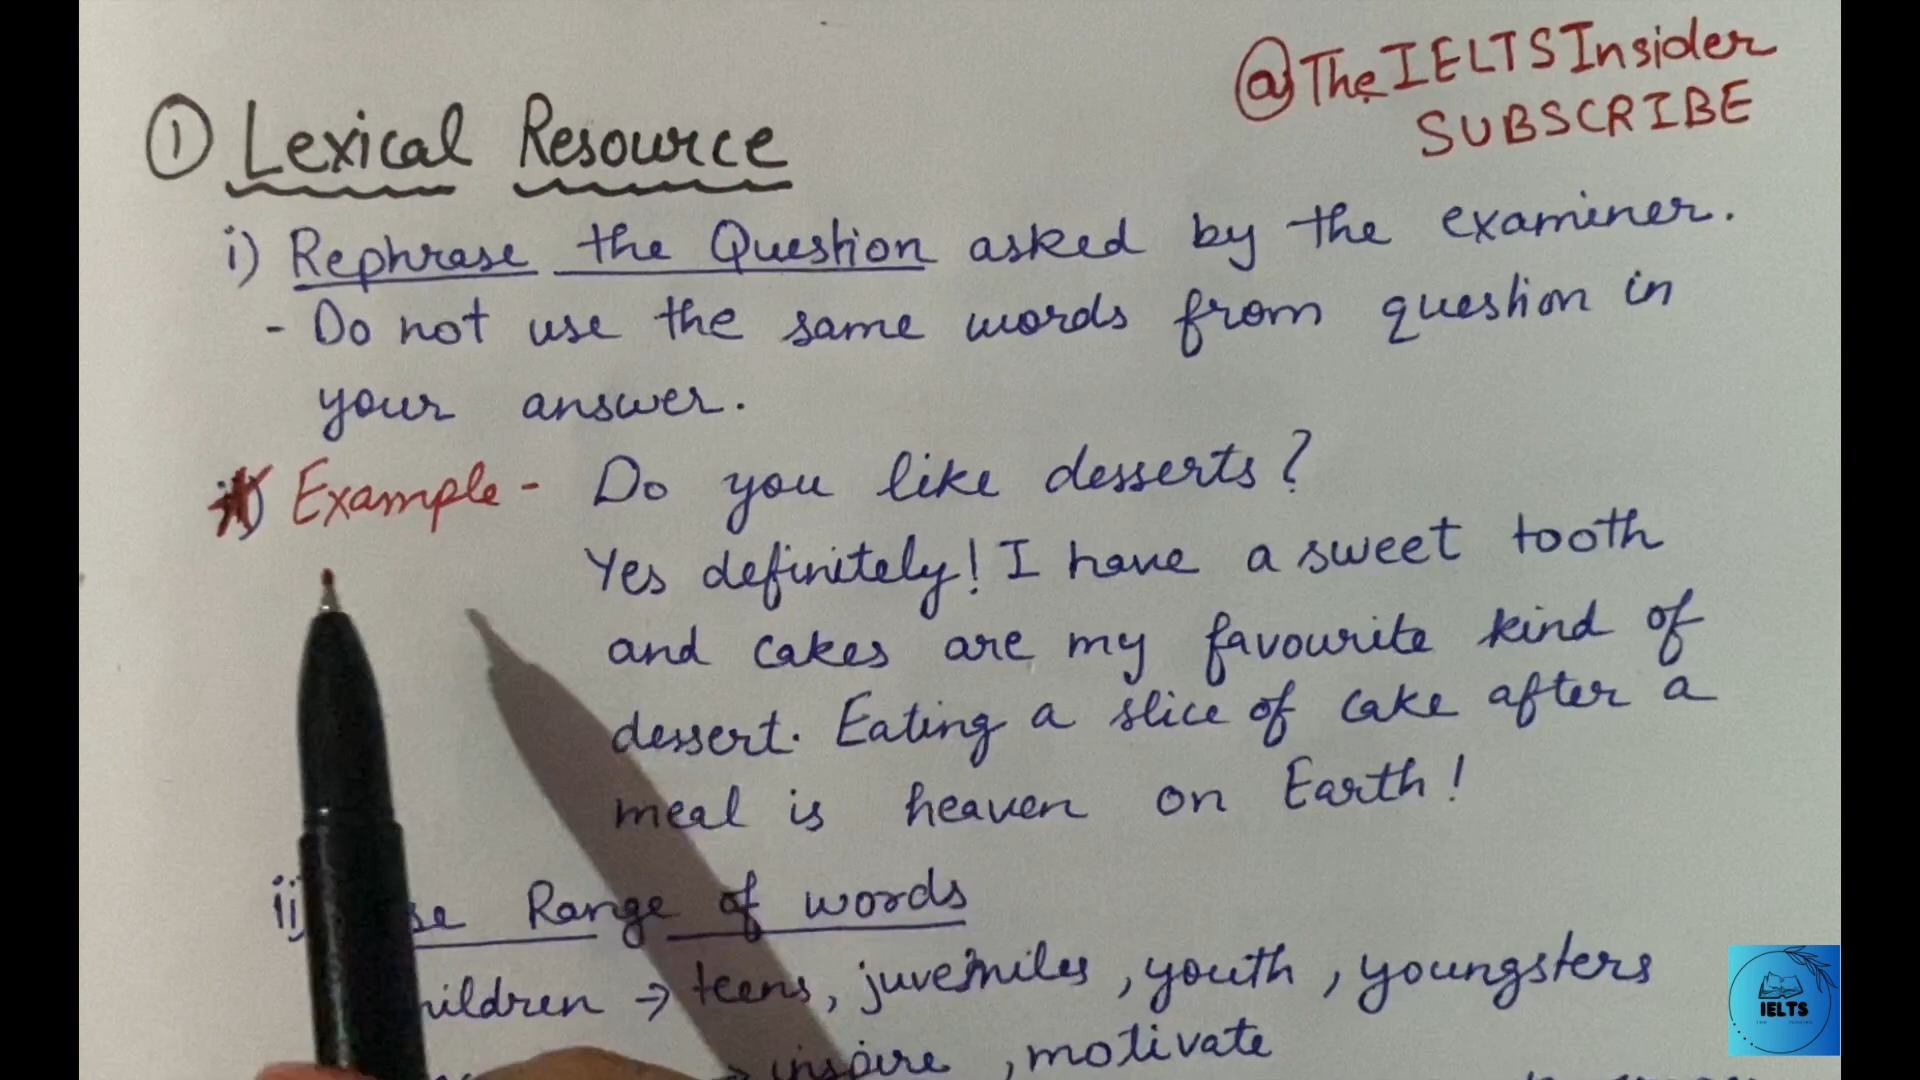 @TheIELTSInsider
SUBSCRIBE
① Lexical Resource
i) Rephrase the Question asked by the examiner.
- Do not use the same words from question in
your answer.
Example - Do you like desserts?
Yes definitely! I have a sweet tooth
and cakes are my favourite kind of
dessert. Eating a slice of cake after a
meal is heaven on Earth!
ii) Range of words
→ teens, juveniles, youth, youngsters
→ inspire, motivate
IELTS